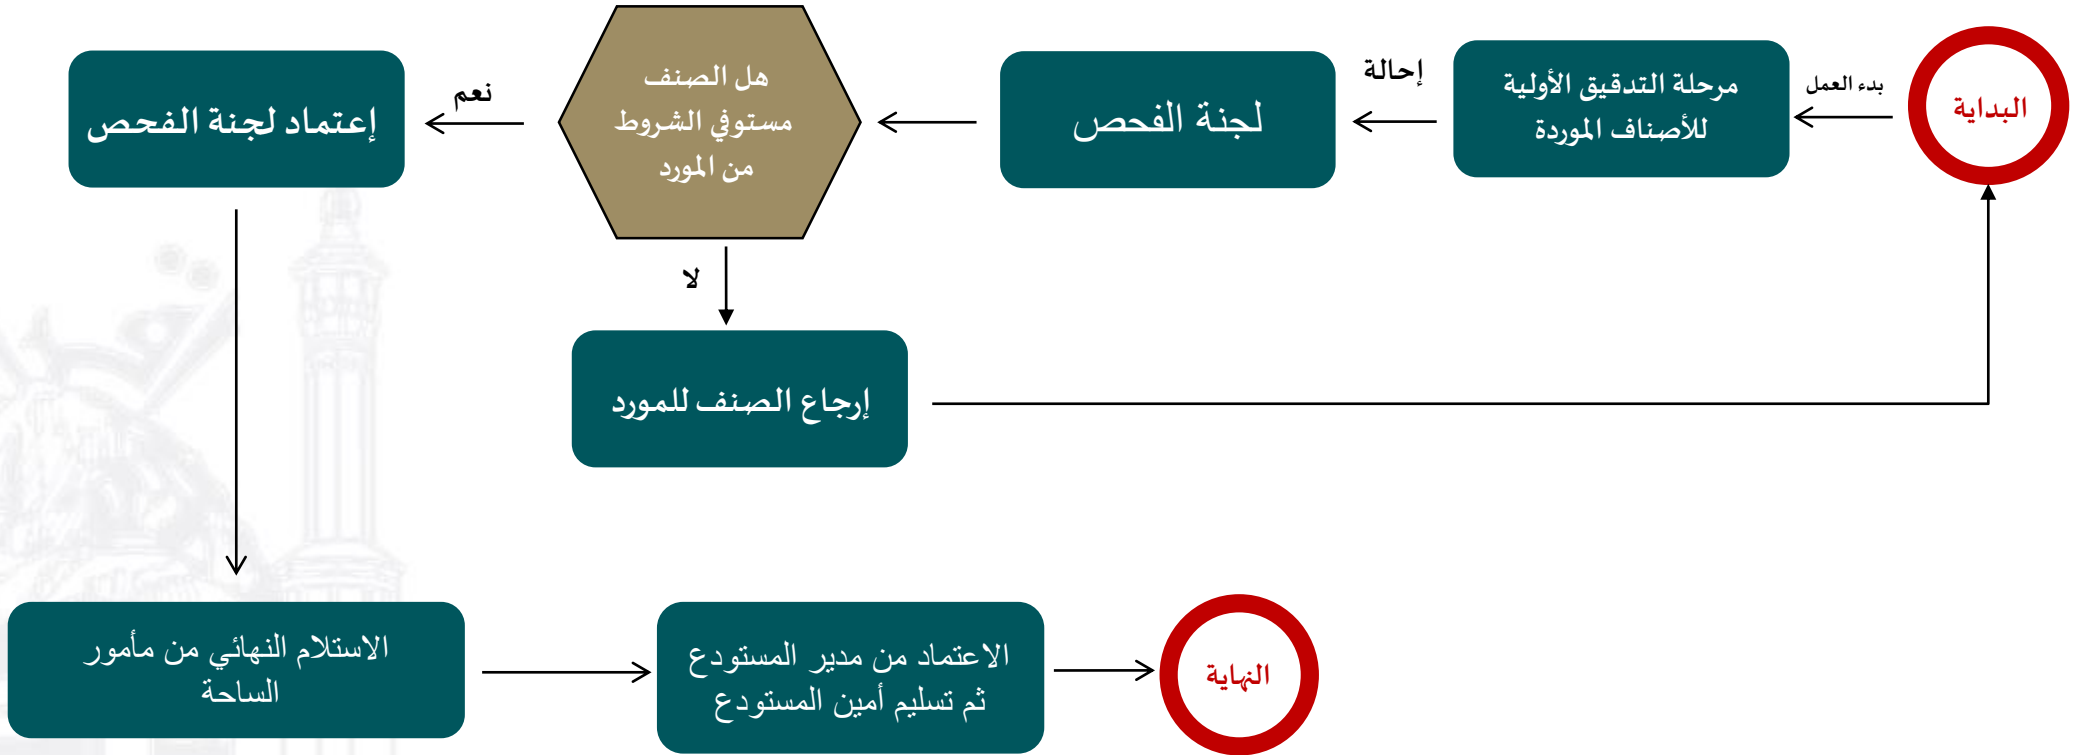 البداية
بدء العمل
مرحلة التدقيق الأولية
للأصناف الموردة
إحالة
لجنة الفحص
هل الصنف
مستوفي الشروط
من المورد
نعم
إعتماد لجنة الفحص
لا
إرجاع الصنف للمورد
الاستلام النهائي من مأمور
الساحة
الاعتماد من مدير المستودع
ثم تسليم أمين المستودع
النهاية